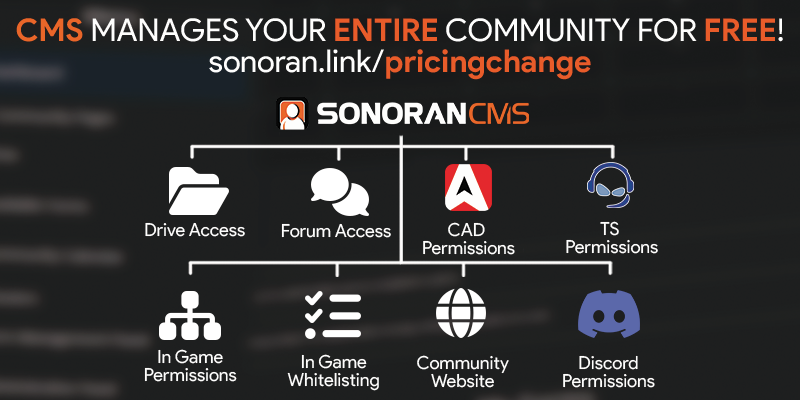 CMS MANAGES YOUR ENTIRE COMMUNITY FOR FREE!
sonoran.link/pricingchange
SONORANCMS
Drive Access
Forum Access
CAD
Permissions
TS
Permissions
In Game
Permissions
In Game
Whitelisting
Community
Website
Discord
Permissions